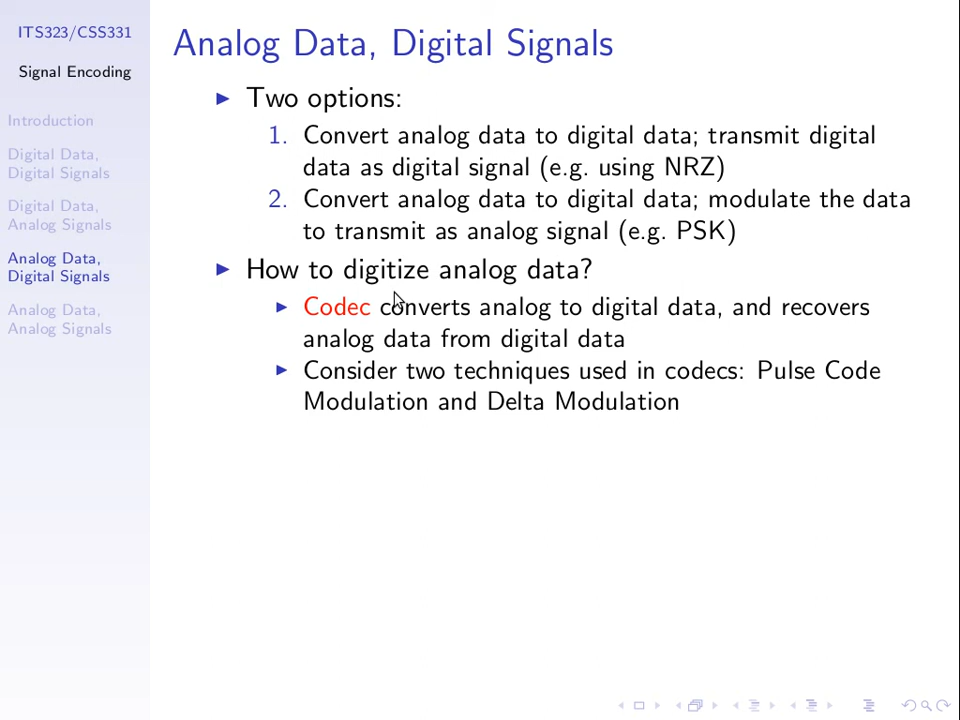 ITS323/CSS331
Signal Encoding
Introduction
Digital Data,
Digital Signals
Digital Data,
Analog Signals
Analog Data,
Digital Signals
Analog Data,
Analog Signals
Analog Data, Digital Signals
Two options:
1. Convert analog data to digital data; transmit digital
data as digital signal (e.g. using NRZ)
2. Convert analog data to digital data; modulate the data
to transmit as analog signal (e.g. PSK)
How to digitize analog data?
Codec converts analog to digital data, and recovers
analog data from digital data
Consider two techniques used in codecs: Pulse Code
Modulation and Delta Modulation